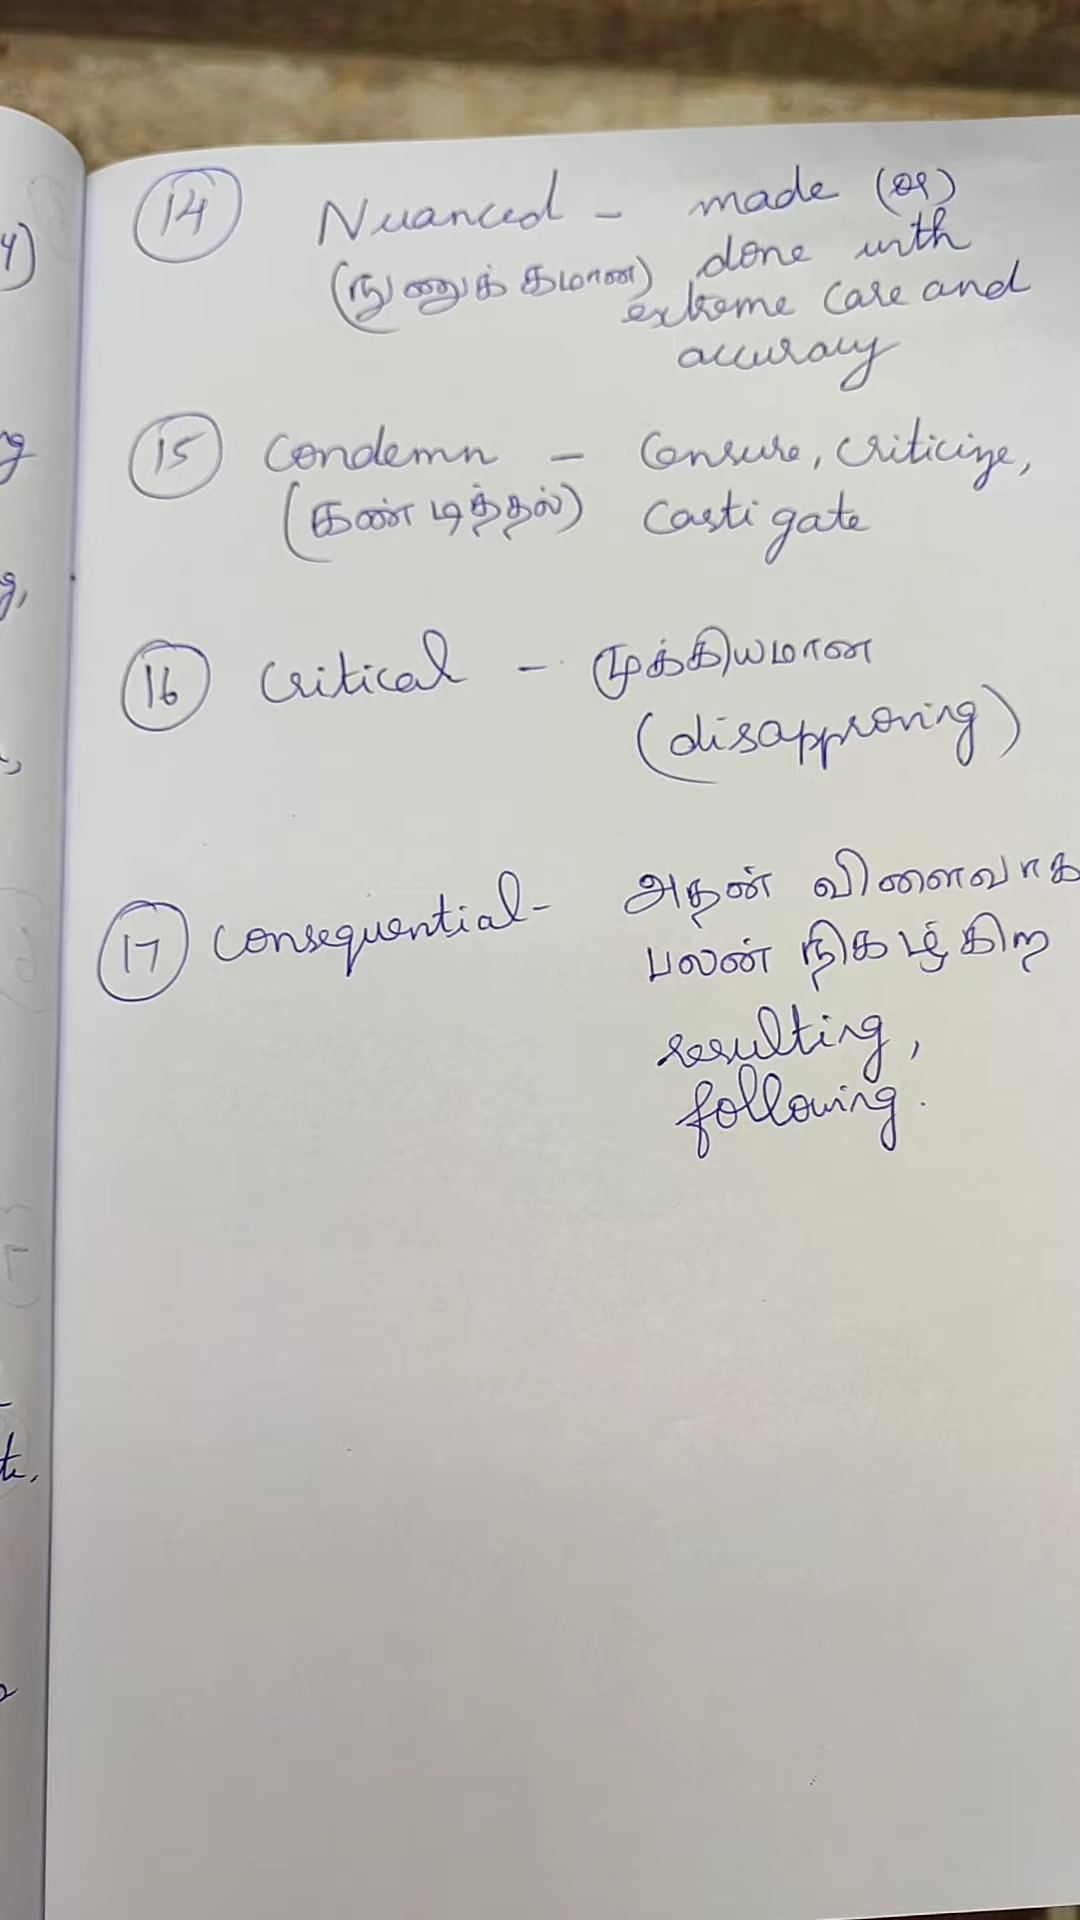 14 Nuanced - made (or)
(நுணுக்கமான) done with
extreme care and
accuracy
15 Condemn - Censure, criticize,
(கண்டித்தல்) castigate
16 Critical - முக்கியமான
(disapproving)
17 Consequential - அதன் விளைவாக
பலன் நிகழ்கிற
resulting,
following.